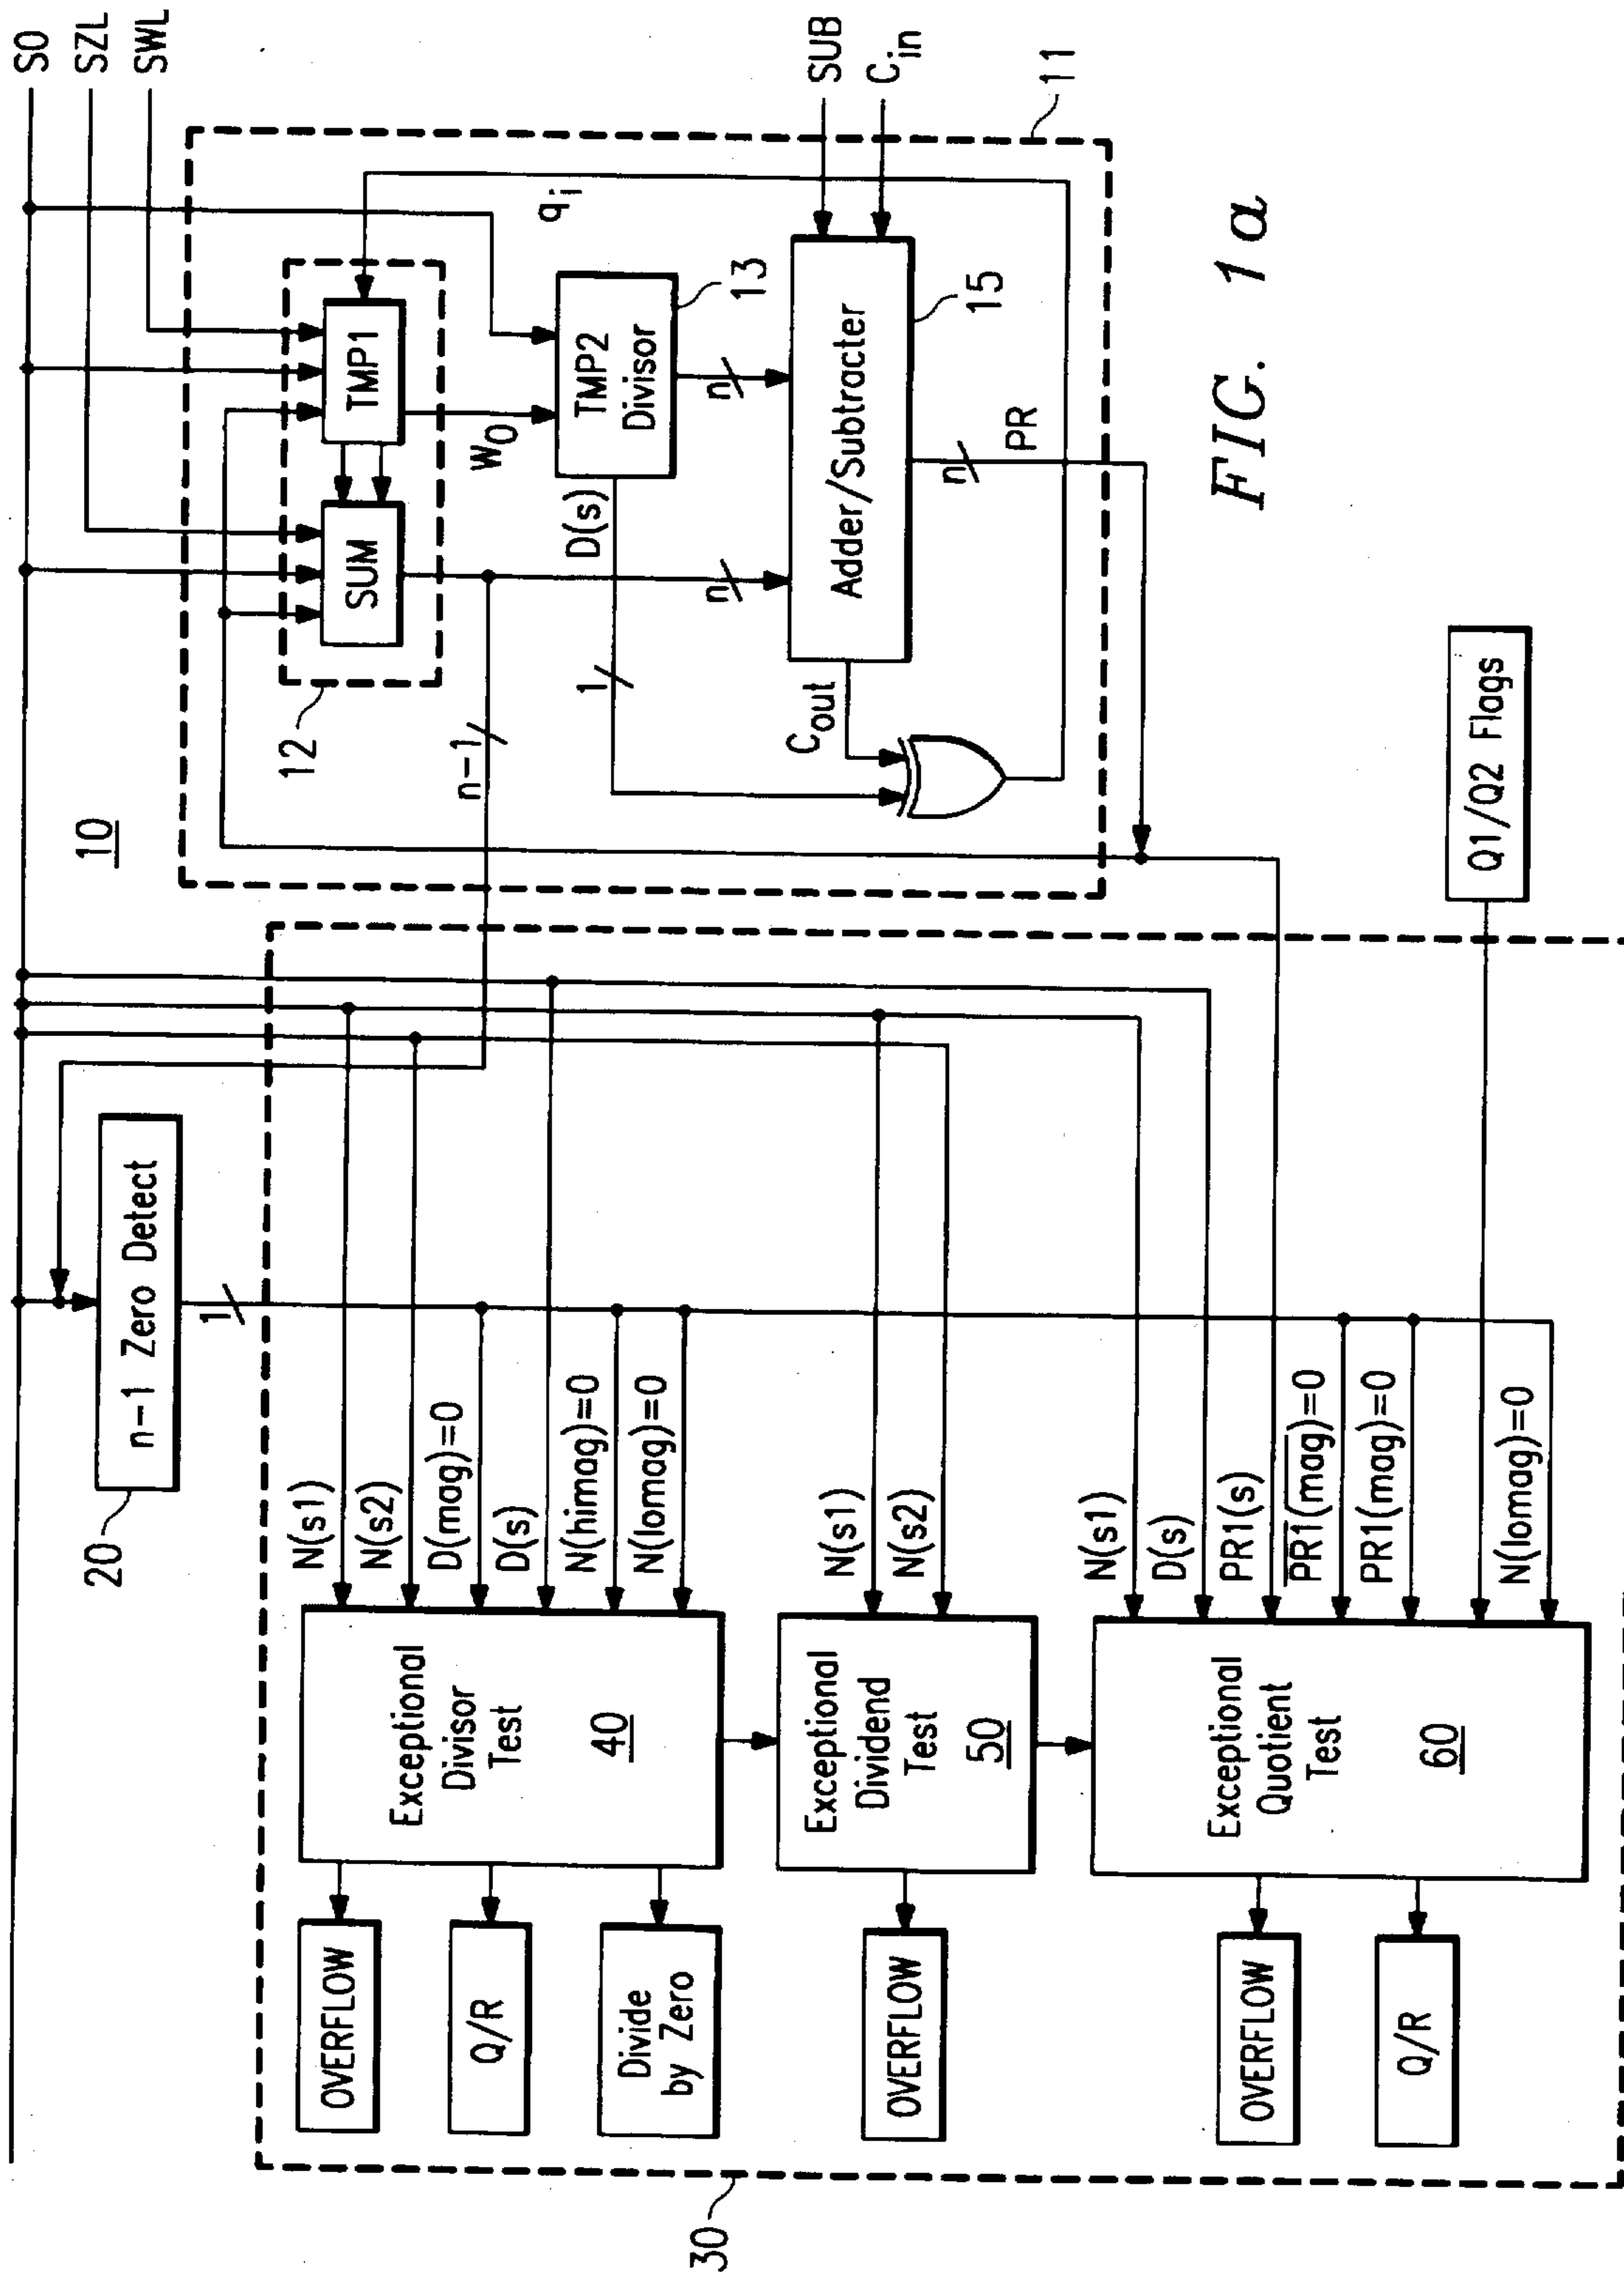 S0
SZL
SWL
10
20
n-1 Zero Detect
1
12
SUM
TMP1
q_i
W_0
n-1
TMP2
Divisor
13
D(s)
1
n
n
SUB
C_in
Adder/Subtracter
15
C_out
n
PR
11
30
N(s1)
N(s2)
D(mag)=0
D(s)
N(himag)=0
N(lomag)=0
Exceptional
Divisor
Test
40
OVERFLOW
Q/R
Divide
by Zero
N(s1)
N(s2)
Exceptional
Dividend
Test
50
OVERFLOW
N(s1)
D(s)
PR1(s)
P̅R̅1̅(m̅a̅g̅)=0
PR1(mag)=0
N(lomag)=0
Exceptional
Quotient
Test
60
OVERFLOW
Q/R
Q1/Q2 Flags
FIG. 1a